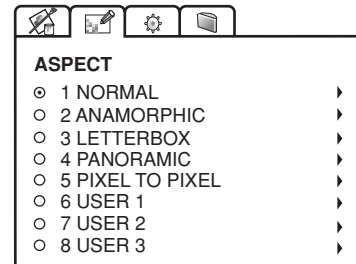 ASPECT
1 NORMAL
2 ANAMORPHIC
3 LETTERBOX
4 PANORAMIC
5 PIXEL TO PIXEL
6 USER 1
7 USER 2
8 USER 3